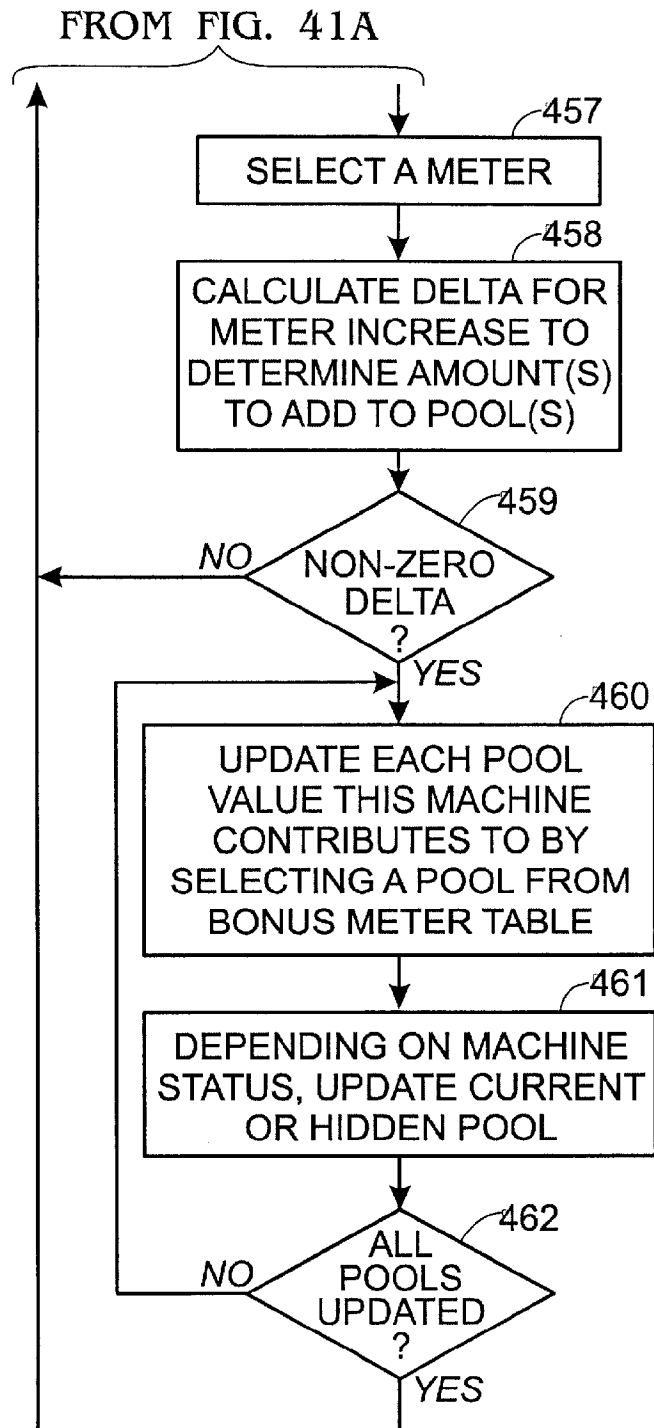 FROM FIG. 41A
457
SELECT A METER
458
CALCULATE DELTA FOR
METER INCREASE TO
DETERMINE AMOUNT(S)
TO ADD TO POOL(S)
459
NO
NON-ZERO
DELTA
?
YES
460
UPDATE EACH POOL
VALUE THIS MACHINE
CONTRIBUTES TO BY
SELECTING A POOL FROM
BONUS METER TABLE
461
DEPENDING ON MACHINE
STATUS, UPDATE CURRENT
OR HIDDEN POOL
462
NO
ALL
POOLS
UPDATED
?
YES